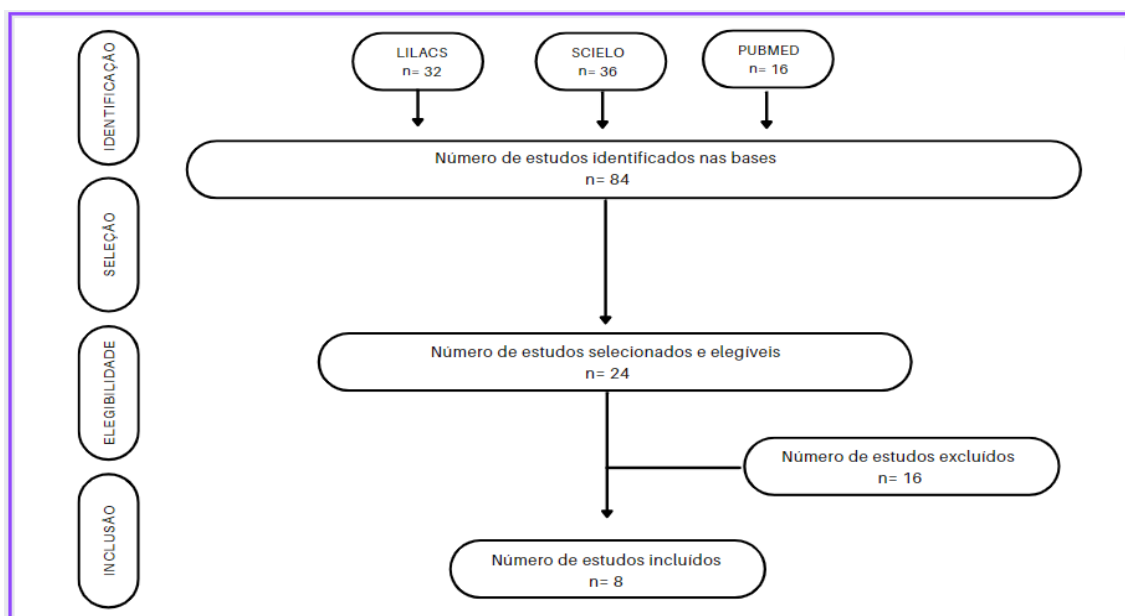 IDENTIFICAÇÃO
LILACS
n= 32
SCIELO
n= 36
PUBMED
n= 16
Número de estudos identificados nas bases
n= 84
SELEÇÃO
ELEGIBILIDADE
Número de estudos selecionados e elegíveis
n= 24
Número de estudos excluídos
n= 16
INCLUSÃO
Número de estudos incluídos
n= 8